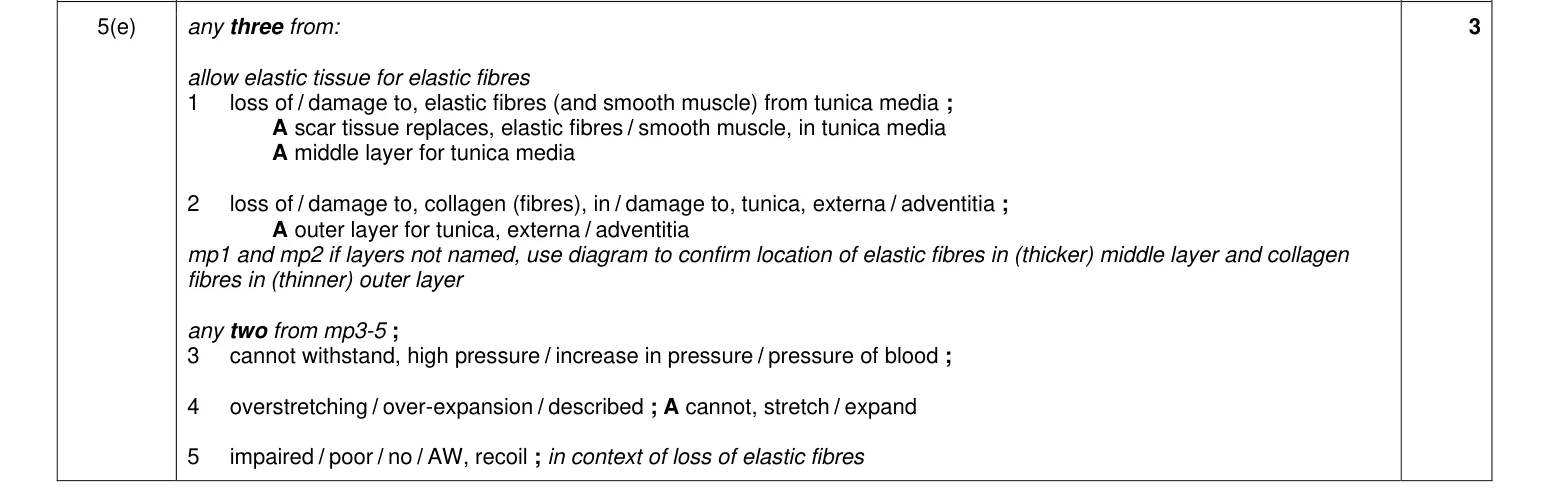 5(e) any three from: 3
allow elastic tissue for elastic fibres
1 loss of / damage to, elastic fibres (and smooth muscle) from tunica media ;
A scar tissue replaces, elastic fibres / smooth muscle, in tunica media
A middle layer for tunica media
2 loss of / damage to, collagen (fibres), in / damage to, tunica, externa / adventitia ;
A outer layer for tunica, externa / adventitia
mp1 and mp2 if layers not named, use diagram to confirm location of elastic fibres in (thicker) middle layer and collagen
fibres in (thinner) outer layer
any two from mp3-5 ;
3 cannot withstand, high pressure / increase in pressure / pressure of blood ;
4 overstretching / over-expansion / described ; A cannot, stretch / expand
5 impaired / poor / no / AW, recoil ; in context of loss of elastic fibres